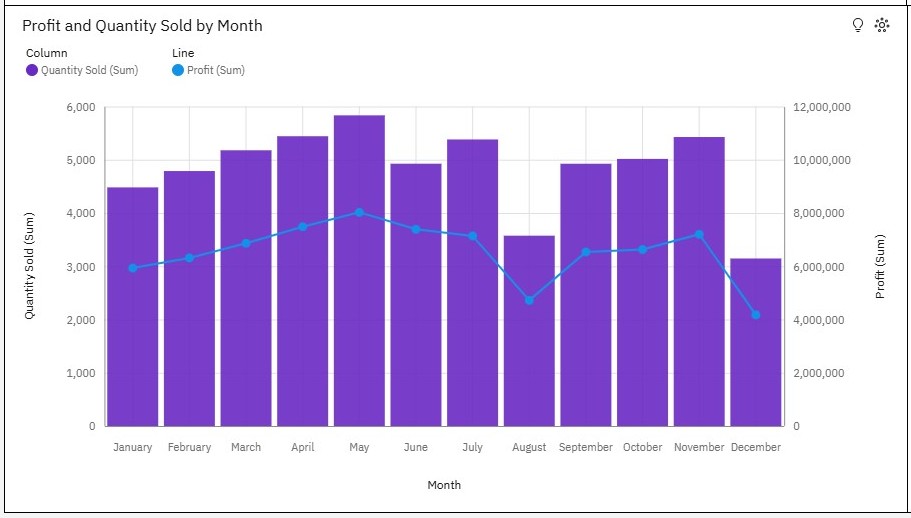 Profit and Quantity Sold by Month
Column Line
Quantity Sold (Sum) Profit (Sum)
6,000 12,000,000
5,000 10,000,000
4,000 8,000,000
3,000 6,000,000
2,000 4,000,000
1,000 2,000,000
0 0
Quantity Sold (Sum)
Profit (Sum)
January February March April May June July August September October November December
Month